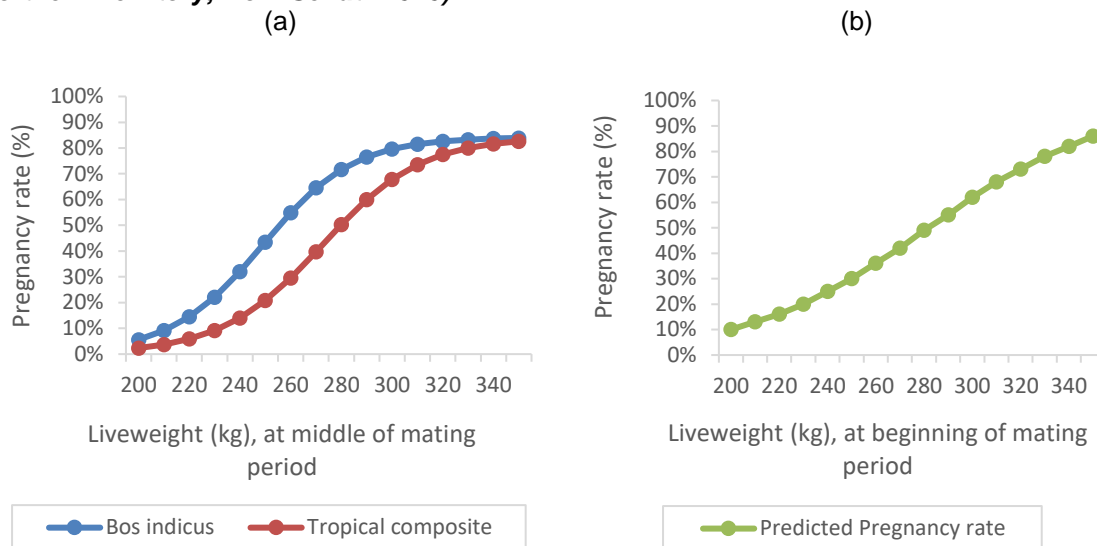 (a)
Pregnancy rate (%)
100%
90%
80%
70%
60%
50%
40%
30%
20%
10%
0%
200 220 240 260 280 300 320 340
Liveweight (kg), at middle of mating
period
Bos indicus Tropical composite
(b)
Pregnancy rate (%)
100%
90%
80%
70%
60%
50%
40%
30%
20%
10%
0%
200 220 240 260 280 300 320 340
Liveweight (kg), at beginning of mating
period
Predicted Pregnancy rate